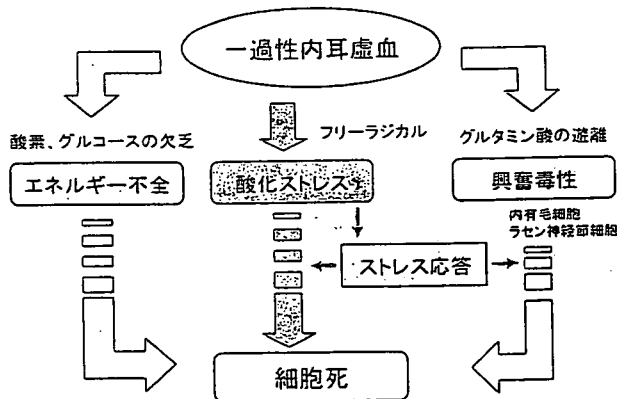 一過性内耳虚血
酸素、グルコースの欠乏
フリーラジカル
グルタミン酸の遊離
エネルギー不全
酸化ストレス
興奮毒性
内有毛細胞
ラセン神経節細胞
ストレス応答
細胞死